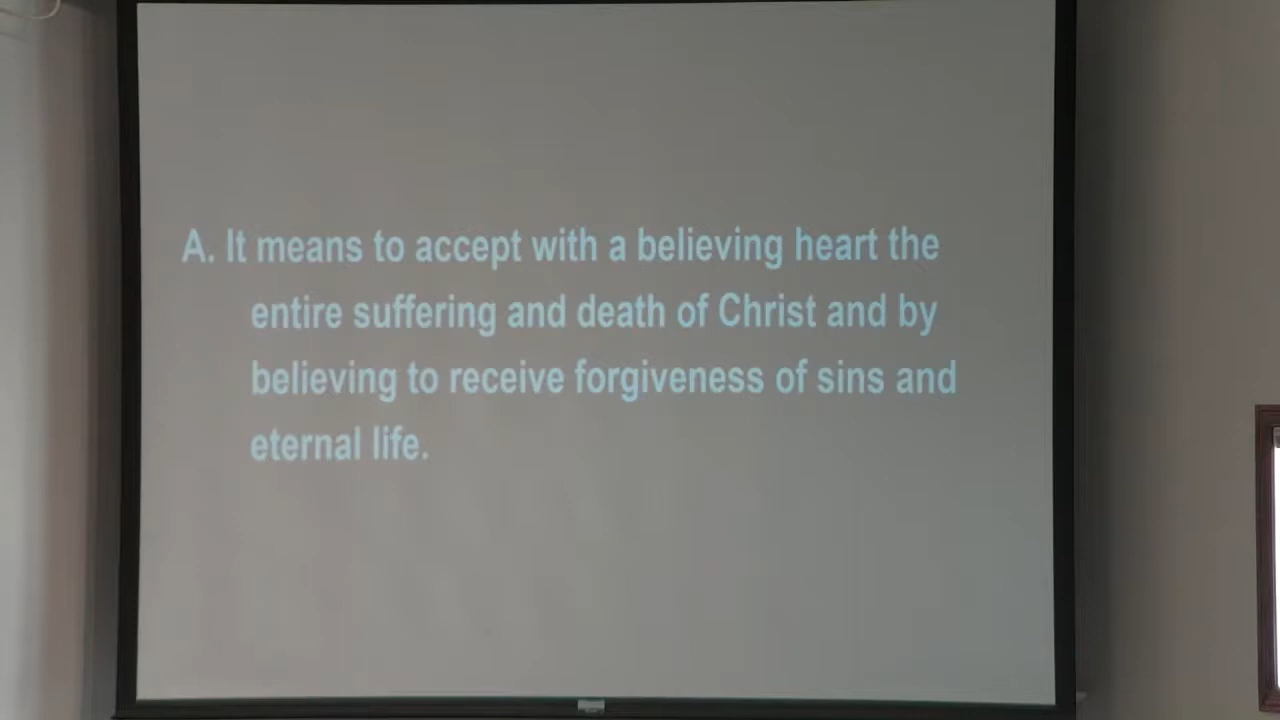 A. It means to accept with a believing heart the
entire suffering and death of Christ and by
believing to receive forgiveness of sins and
eternal life.